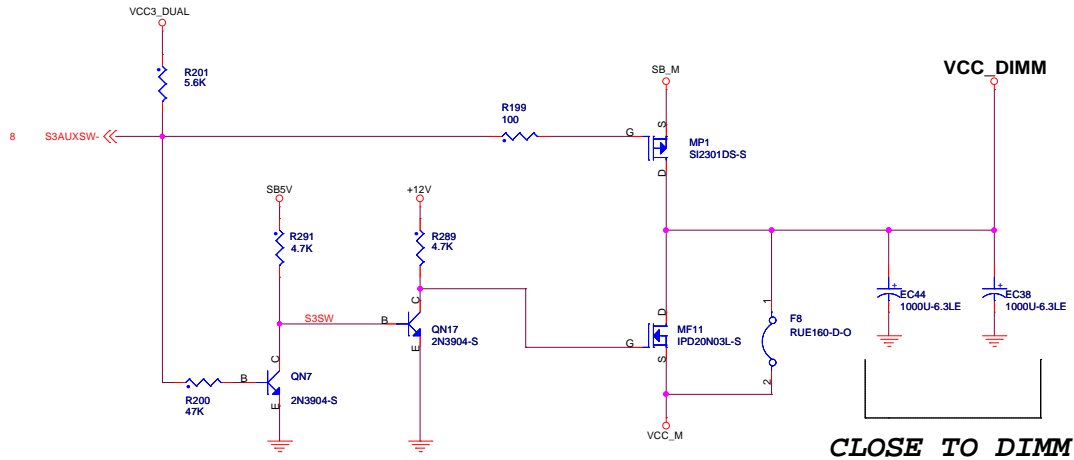 VCC3_DUAL
R201
5.6K
SB_M
VCC_DIMM
R199
100
8 S3AUXSW-
G
S
MP1
SI2301DS-S
D
SB5V
+12V
R291
4.7K
R289
4.7K
C
S3SW
B
QN17
2N3904-S
E
D
EC44
1000U-6.3LE
EC38
1000U-6.3LE
1
F8
RUE160-D-O
2
MF11
IPD20N03L-S
G
S
C
B
QN7
2N3904-S
E
R200
47K
VCC_M
CLOSE TO DIMM